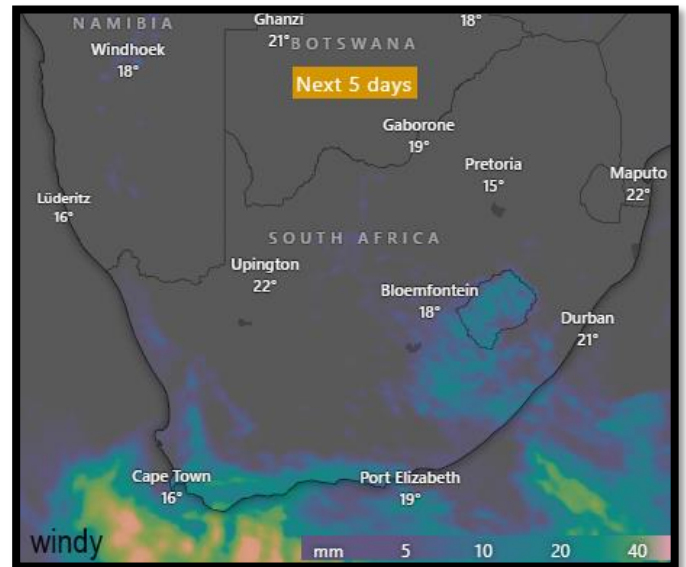 NAMIBIA
Ghanzi
21°
18°
BOTSWANA
Windhoek
18°
Next 5 days
Gaborone
19°
Pretoria
15°
Maputo
22°
Lüderitz
16°
SOUTH AFRICA
Upington
22°
Bloemfontein
18°
Durban
21°
Cape Town
16°
Port Elizabeth
19°
windy
mm 5 10 20 40